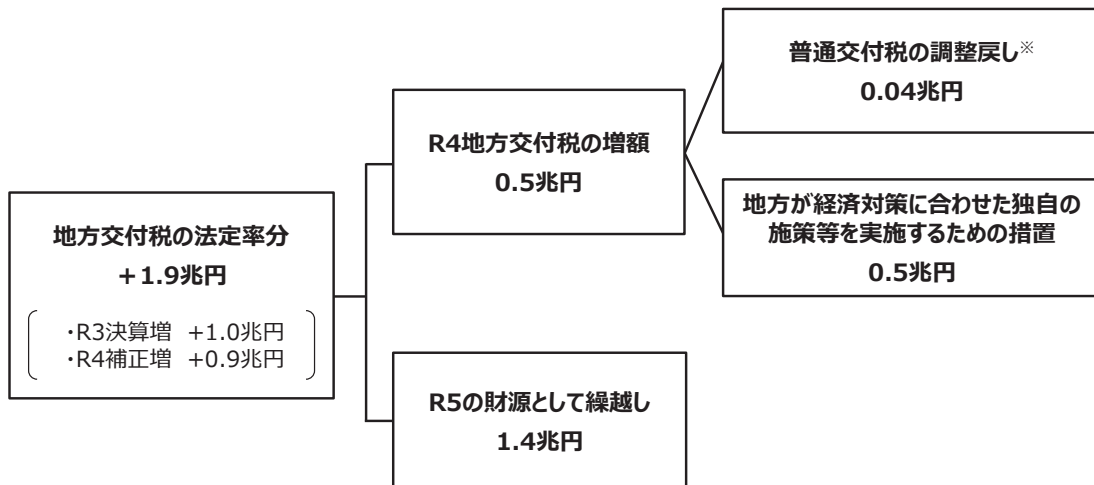 普通交付税の調整戻し※
0.04兆円
R4地方交付税の増額
0.5兆円
地方が経済対策に合わせた独自の
施策等を実施するための措置
0.5兆円
地方交付税の法定率分
＋1.9兆円
・R3決算増 +1.0兆円
・R4補正増 +0.9兆円
R5の財源として繰越し
1.4兆円